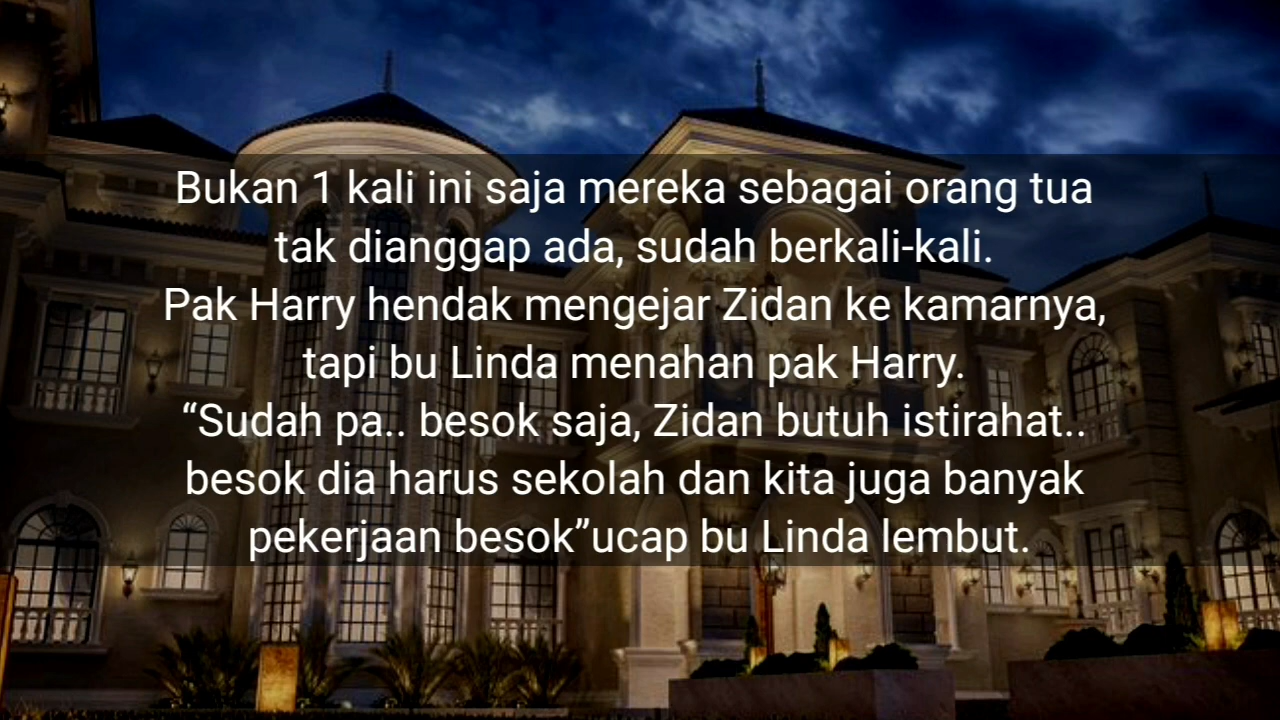 Bukan 1 kali ini saja mereka sebagai orang tua
tak dianggap ada, sudah berkali-kali.
Pak Harry hendak mengejar Zidan ke kamarnya,
tapi bu Linda menahan pak Harry.
“Sudah pa.. besok saja, Zidan butuh istirahat..
besok dia harus sekolah dan kita juga banyak
pekerjaan besok”ucap bu Linda lembut.